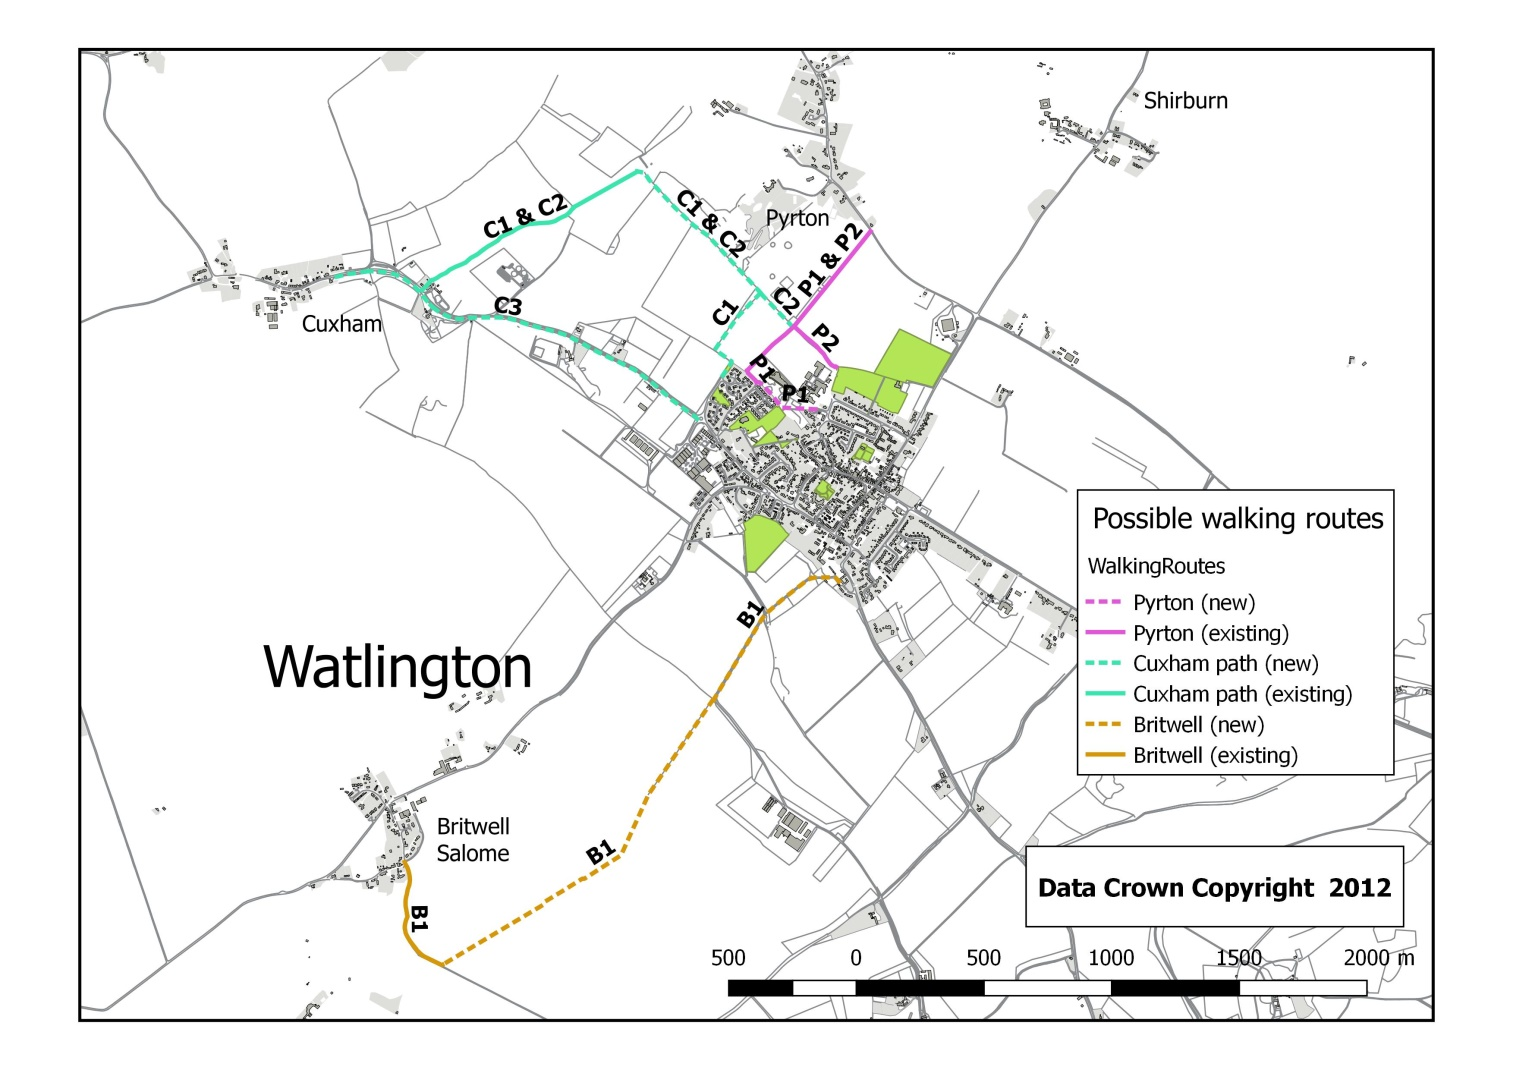 Shirburn
C1 & C2
C1 & C2
Pyrton
P1 & P2
C2
C1
C3
Cuxham
P2
P1
P1
Possible walking routes
WalkingRoutes
Pyrton (new)
Pyrton (existing)
Cuxham path (new)
Cuxham path (existing)
Britwell (new)
Britwell (existing)
B1
Watlington
Britwell
Salome
B1
B1
Data Crown Copyright 2012
500 0 500 1000 1500 2000 m